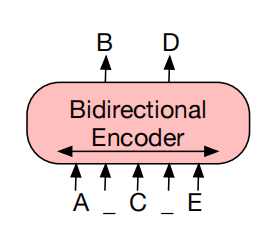 B D
Bidirectional
Encoder
A _ C _ E